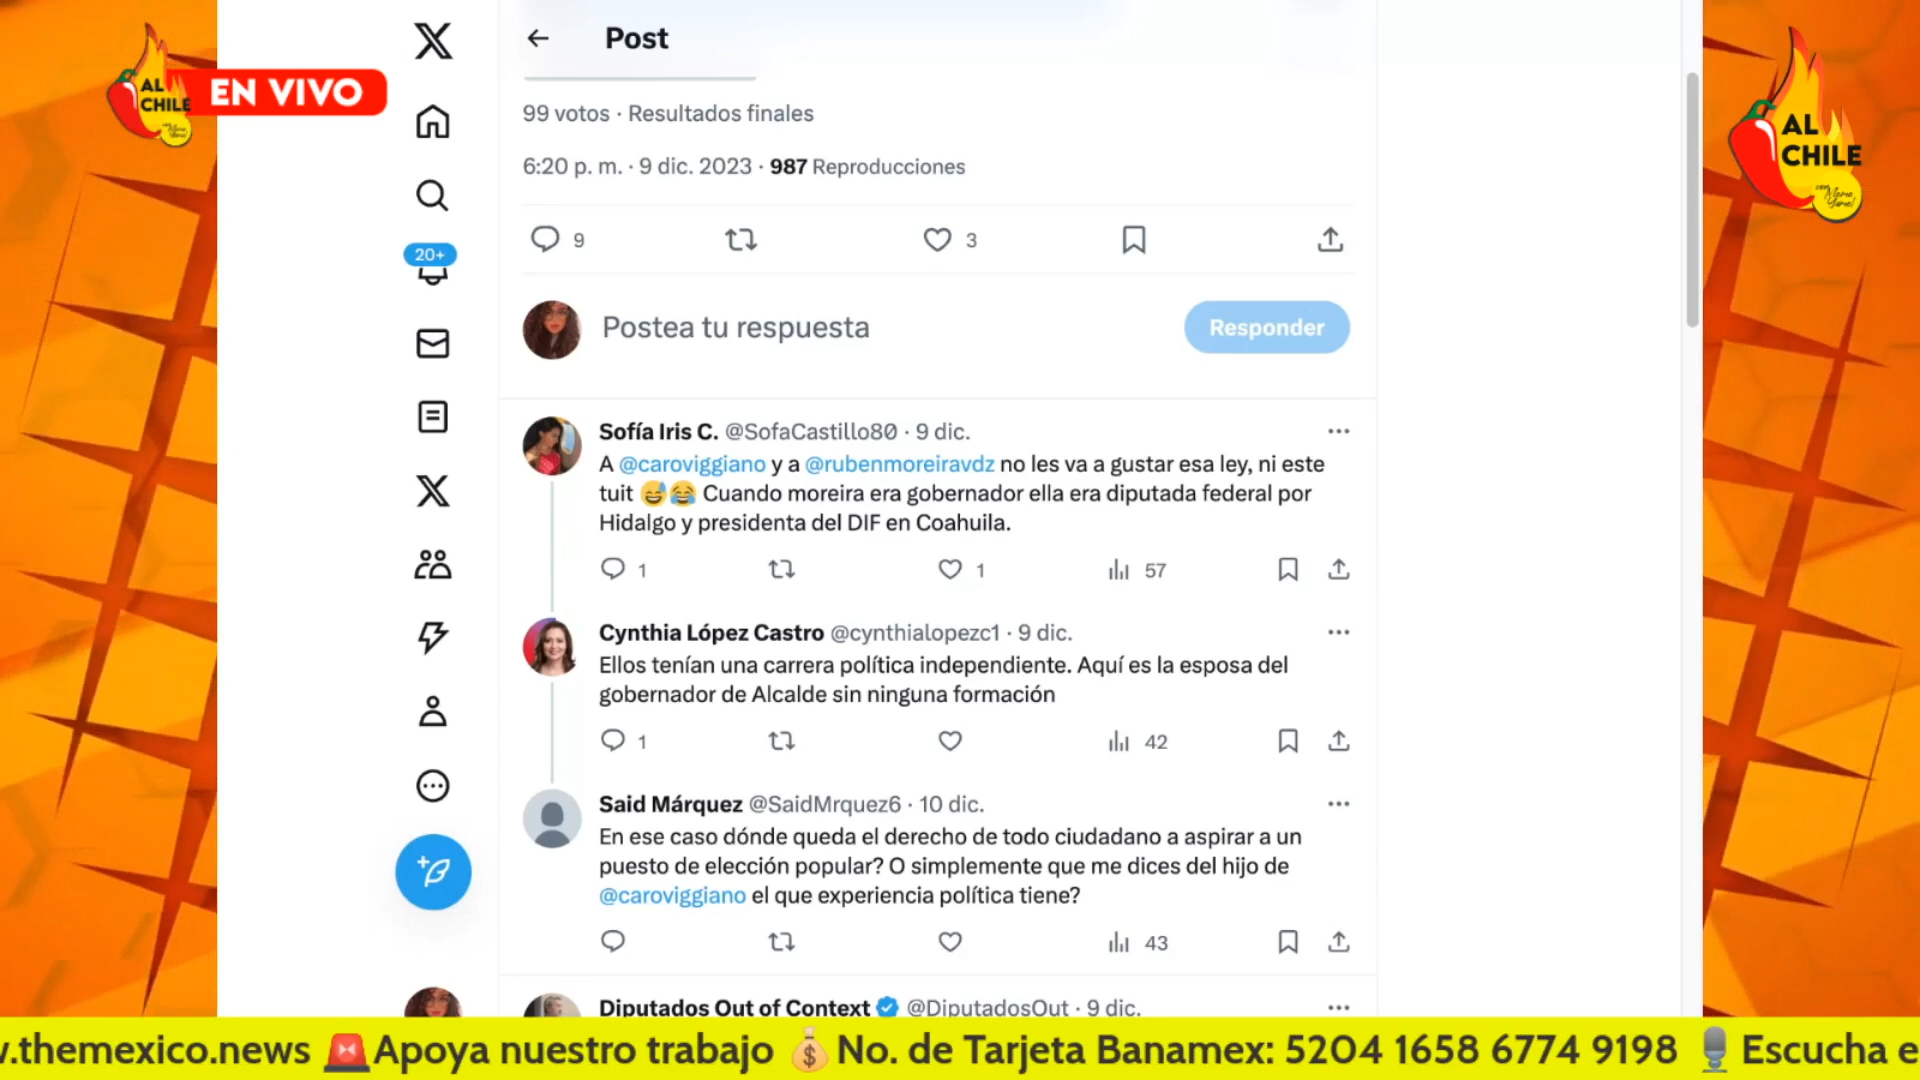 AL
CHILE
EN VIVO
AL
CHILE
Post
99 votos · Resultados finales
6:20 p. m. · 9 dic. 2023 · 987 Reproducciones
9
3
20+
Postea tu respuesta
Responder
Sofía Iris C. @SofaCastillo80 · 9 dic.
A @caroviggiano y a @rubenmoreiravdz no les va a gustar esa ley, ni este
tuit 😅😂 Cuando moreira era gobernador ella era diputada federal por
Hidalgo y presidenta del DIF en Coahuila.
1
1
57
Cynthia López Castro @cynthialopezc1 · 9 dic.
Ellos tenían una carrera política independiente. Aquí es la esposa del
gobernador de Alcalde sin ninguna formación
1
42
Said Márquez @SaidMrquez6 · 10 dic.
En ese caso dónde queda el derecho de todo ciudadano a aspirar a un
puesto de elección popular? O simplemente que me dices del hijo de
@caroviggiano el que experiencia política tiene?
43
Diputados Out of Context @DiputadosOut · 9 dic.
w.themexico.news 🚨Apoya nuestro trabajo 💰No. de Tarjeta Banamex: 5204 1658 6774 9198 🎙️Escucha e